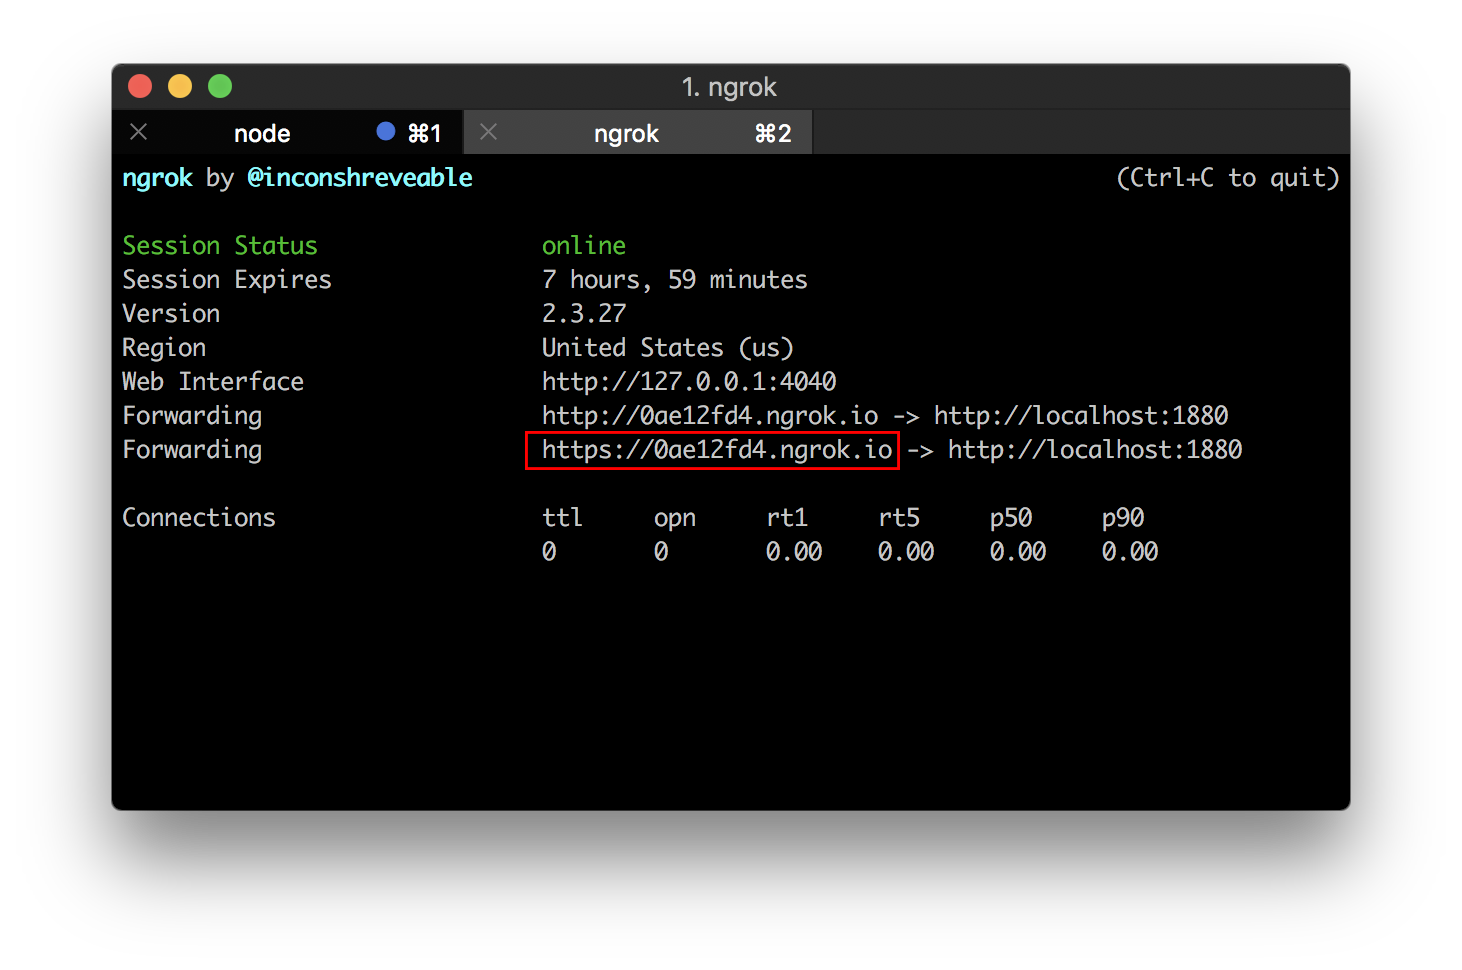 1. ngrok
node ⌘1 ngrok ⌘2
ngrok by @inconshreveable (Ctrl+C to quit)
Session Status online
Session Expires 7 hours, 59 minutes
Version 2.3.27
Region United States (us)
Web Interface http://127.0.0.1:4040
Forwarding http://0ae12fd4.ngrok.io -> http://localhost:1880
Forwarding https://0ae12fd4.ngrok.io -> http://localhost:1880
Connections ttl opn rt1 rt5 p50 p90
0 0 0.00 0.00 0.00 0.00